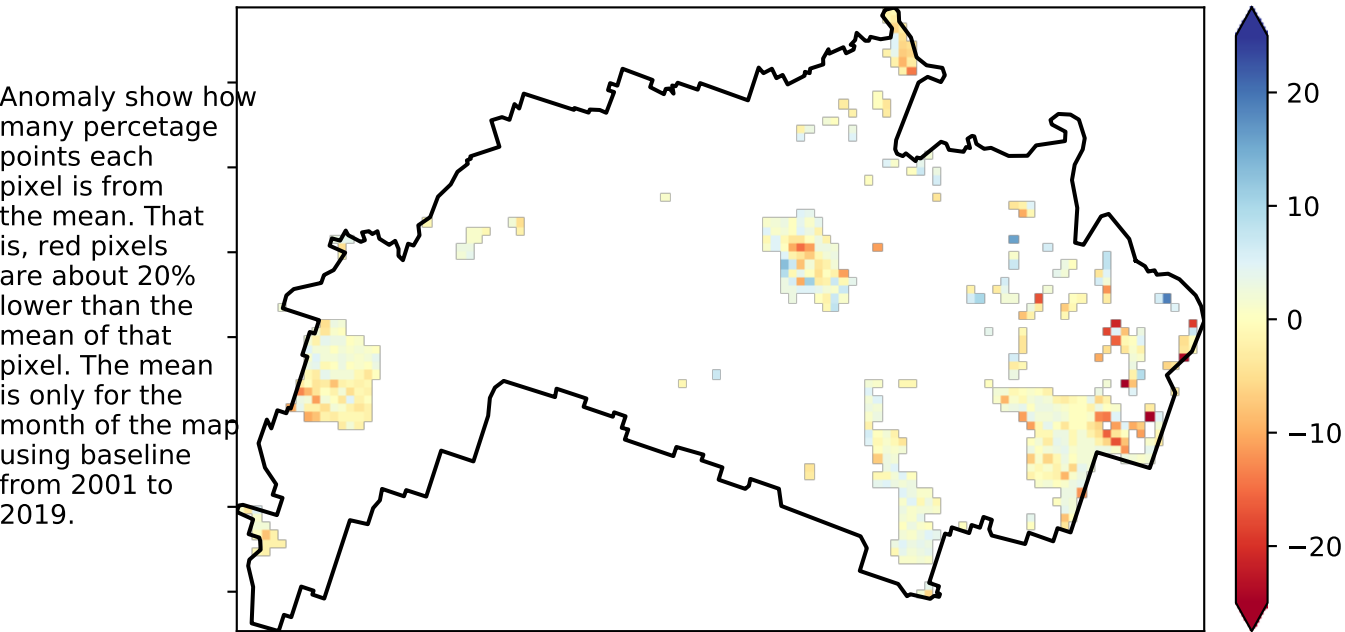 Anomaly show how
many percetage
points each
pixel is from
the mean. That
is, red pixels
are about 20%
lower than the
mean of that
pixel. The mean
is only for the
month of the map
using baseline
from 2001 to
2019.
20
10
0
−10
−20